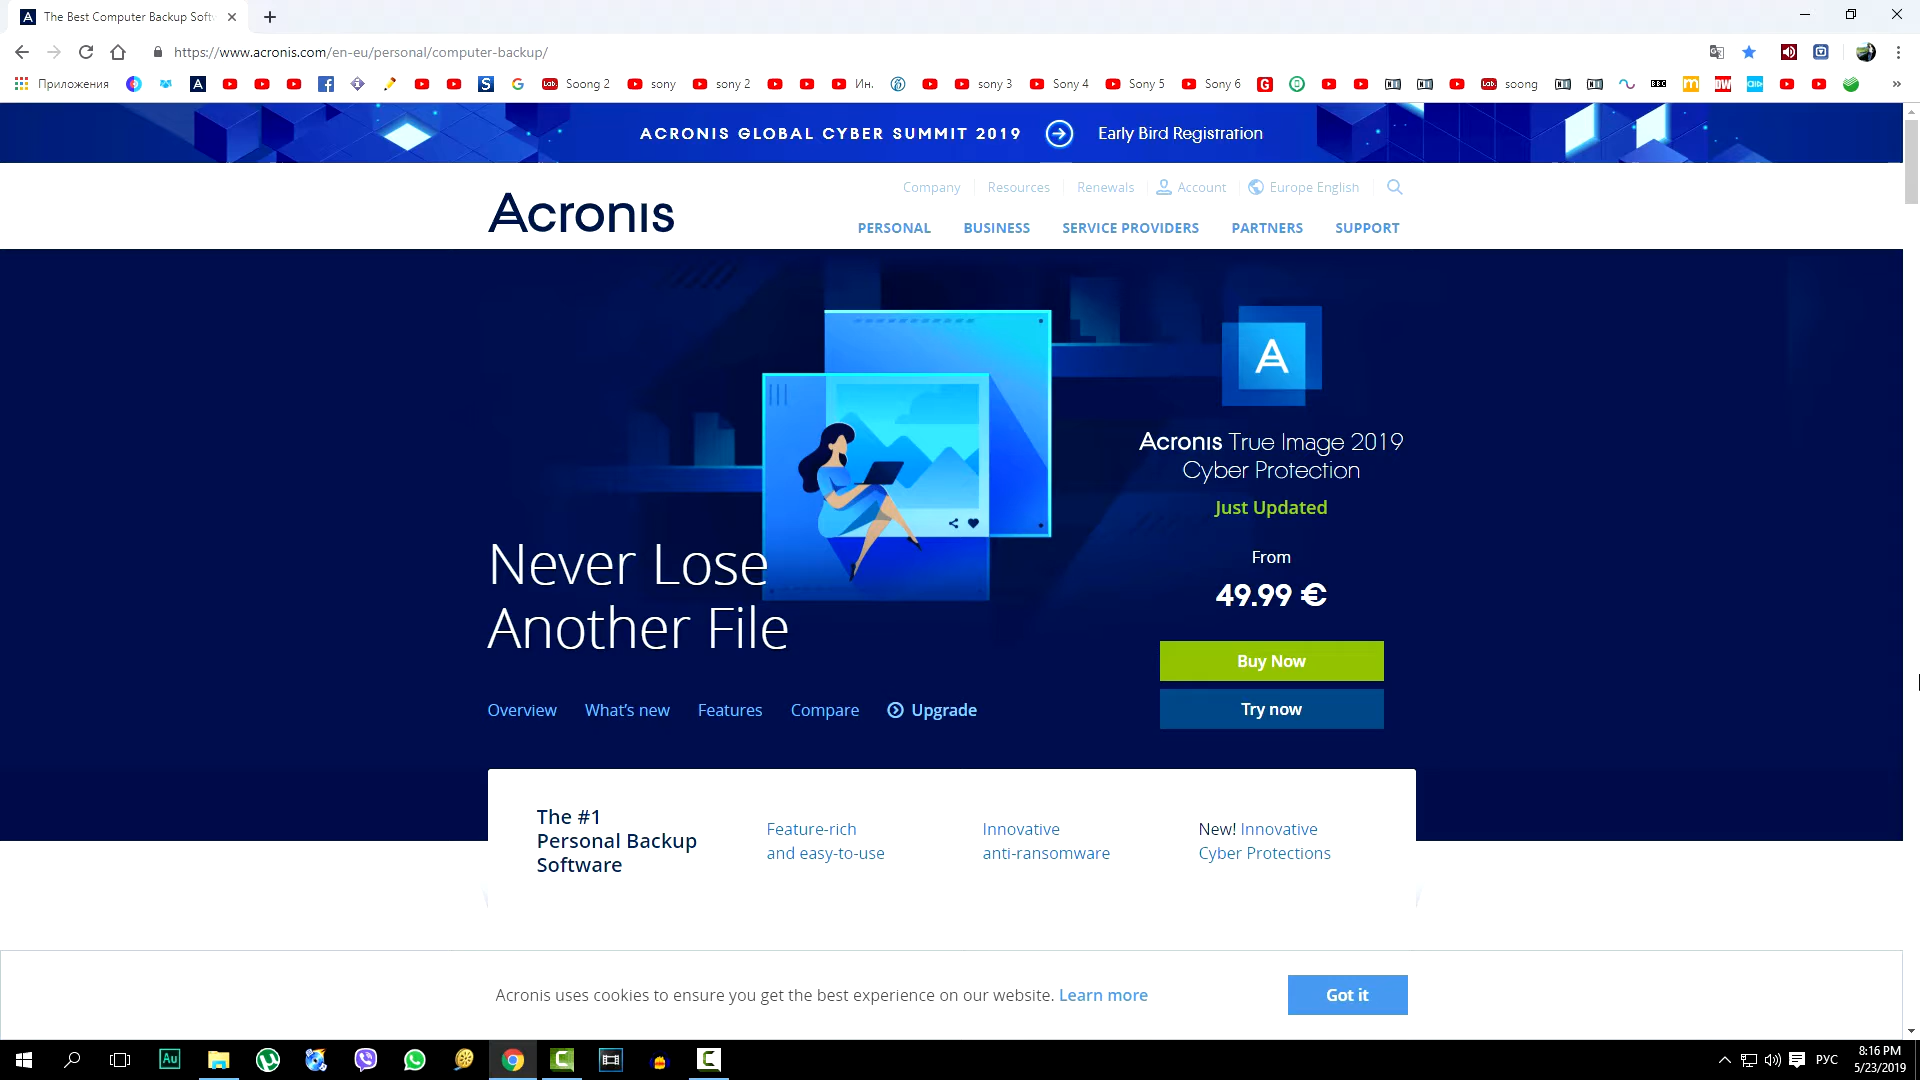 The Best Computer Backup Softw
https://www.acronis.com/en-eu/personal/computer-backup/
Приложения
Soong 2
sony
sony 2
Ин.
sony 3
Sony 4
Sony 5
Sony 6
soong
ACRONIS GLOBAL CYBER SUMMIT 2019
Early Bird Registration
Company
Resources
Renewals
Account
Europe English
Acronis
PERSONAL
BUSINESS
SERVICE PROVIDERS
PARTNERS
SUPPORT
A
Acronis True Image 2019
Cyber Protection
Just Updated
From
49.99 €
Buy Now
Try now
Never Lose
Another File
Overview
What's new
Features
Compare
Upgrade
The #1
Personal Backup
Software
Feature-rich
and easy-to-use
Innovative
anti-ransomware
New! Innovative
Cyber Protections
Acronis uses cookies to ensure you get the best experience on our website. Learn more
Got it
Au
РУС
8:16 PM
5/23/2019